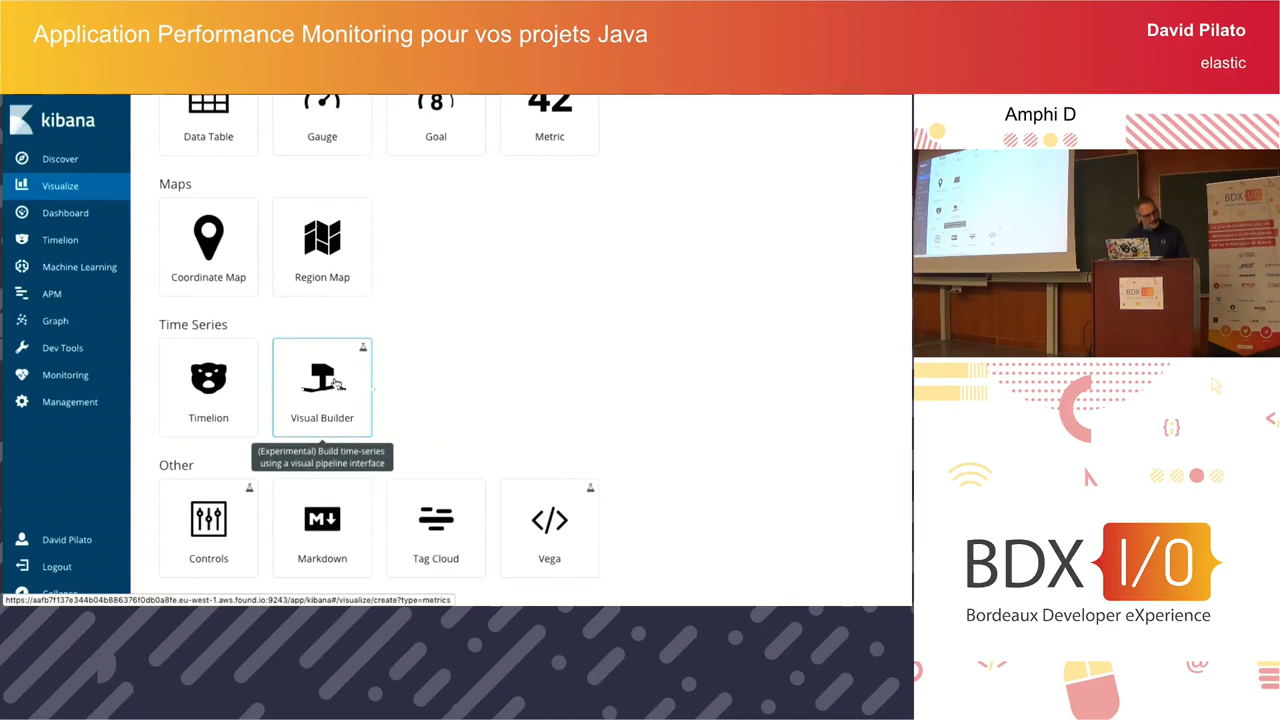 Application Performance Monitoring pour vos projets Java
David Pilato
elastic
kibana
Discover
Visualize
Dashboard
Timelion
Machine Learning
APM
Graph
Dev Tools
Monitoring
Management
David Pilato
Logout
Data Table
Gauge
Goal
42
Metric
Maps
Coordinate Map
Region Map
Time Series
Timelion
Visual Builder
(Experimental) Build time-series
using a visual pipeline interface
Other
Controls
Markdown
Tag Cloud
Vega
https://aafb7f137e344b04b886376f0db0a8fe.eu-west-1.aws.found.io:9243/app/kibana#/visualize/create?type=metrics
Amphi D
BDX I/O
BDX I/O
BDX I/O
Bordeaux Developer eXperience